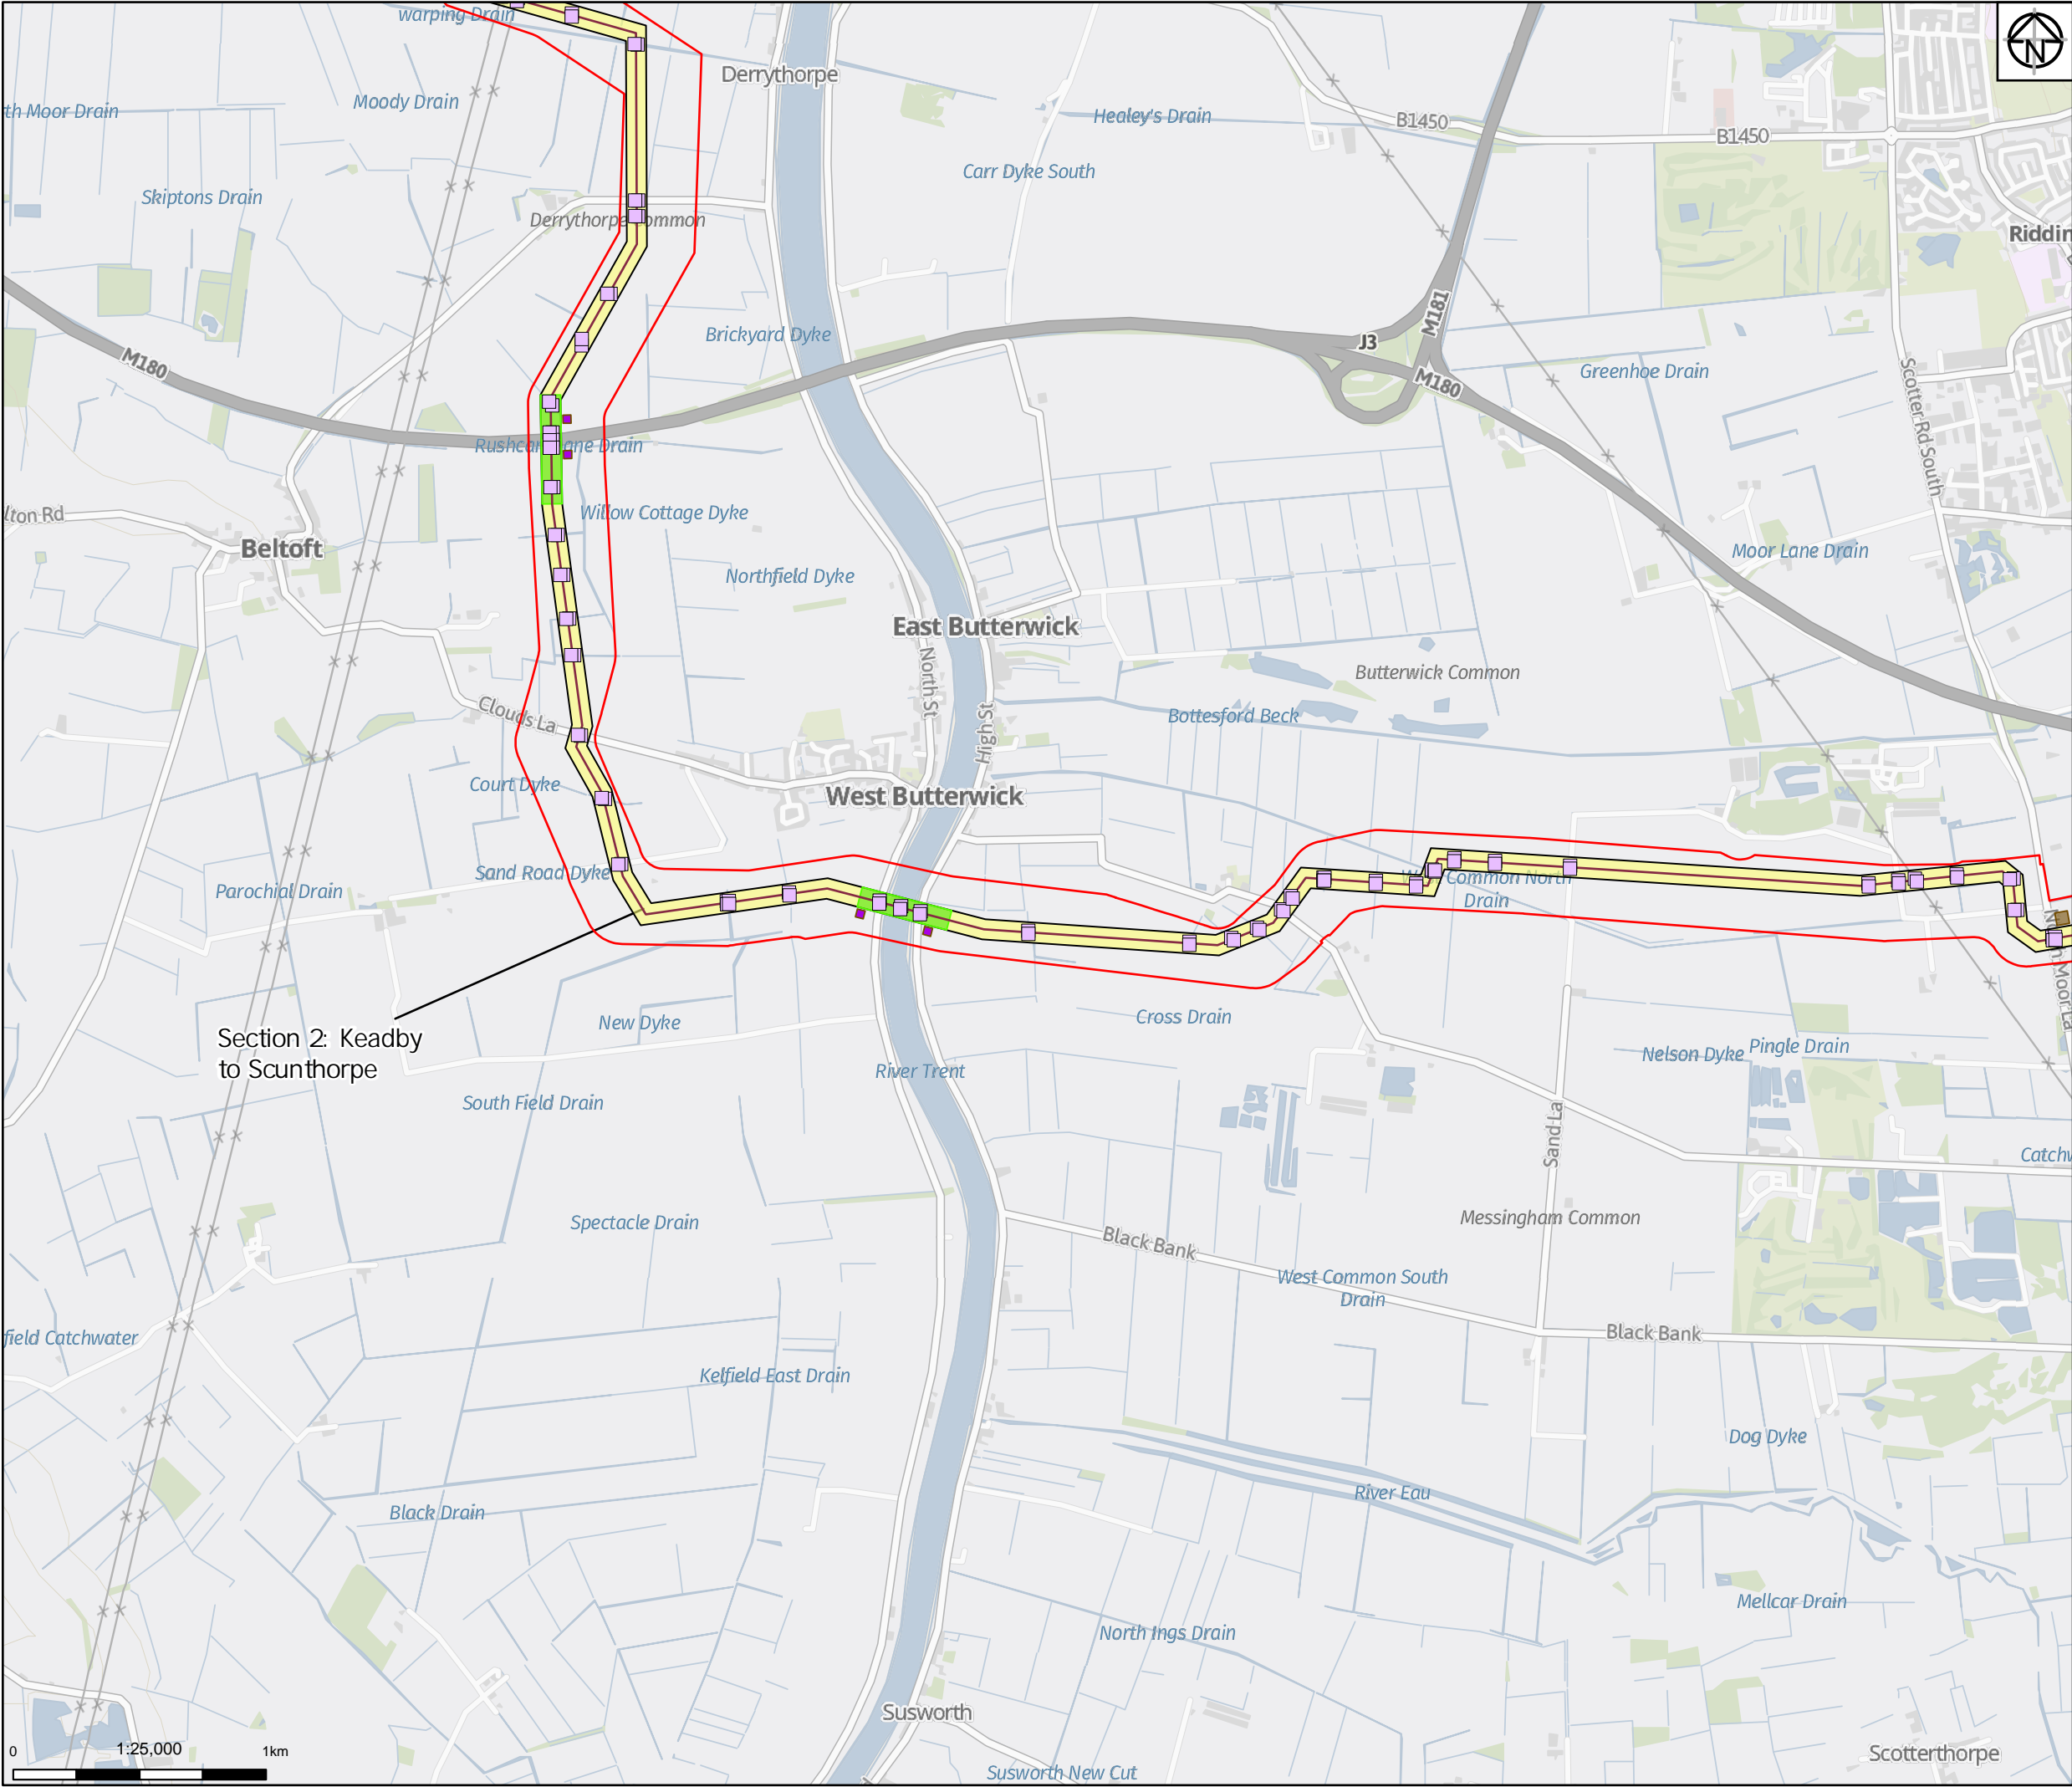 warping Drain
N
Derrythorpe
th Moor Drain
Moody Drain
Healey's Drain
B1450
B1450
Carr Dyke South
Skiptons Drain
Derrythorpe Common
Riddin
Brickyard Dyke
M181
J3
M180
M180
Greenhoe Drain
Scotter Rd South
Rushcarr Lane Drain
lton Rd
Willow Cottage Dyke
Beltoft
Moor Lane Drain
Northfield Dyke
East Butterwick
North St
Butterwick Common
Clouds La
High St
Bottesford Beck
Court Dyke
West Butterwick
Sand Road Dyke
Parochial Drain
West Common North
Drain
Section 2: Keadby
to Scunthorpe
New Dyke
Cross Drain
River Trent
Nelson Dyke
Pingle Drain
South Field Drain
Sand La
Catchw
Spectacle Drain
Messingham Common
Black Bank
West Common South
Drain
field Catchwater
Black Bank
Kelfield East Drain
Dog Dyke
River Eau
Black Drain
Mellcar Drain
North Ings Drain
Susworth
0
1:25,000
1km
Scotterthorpe
Susworth New Cut